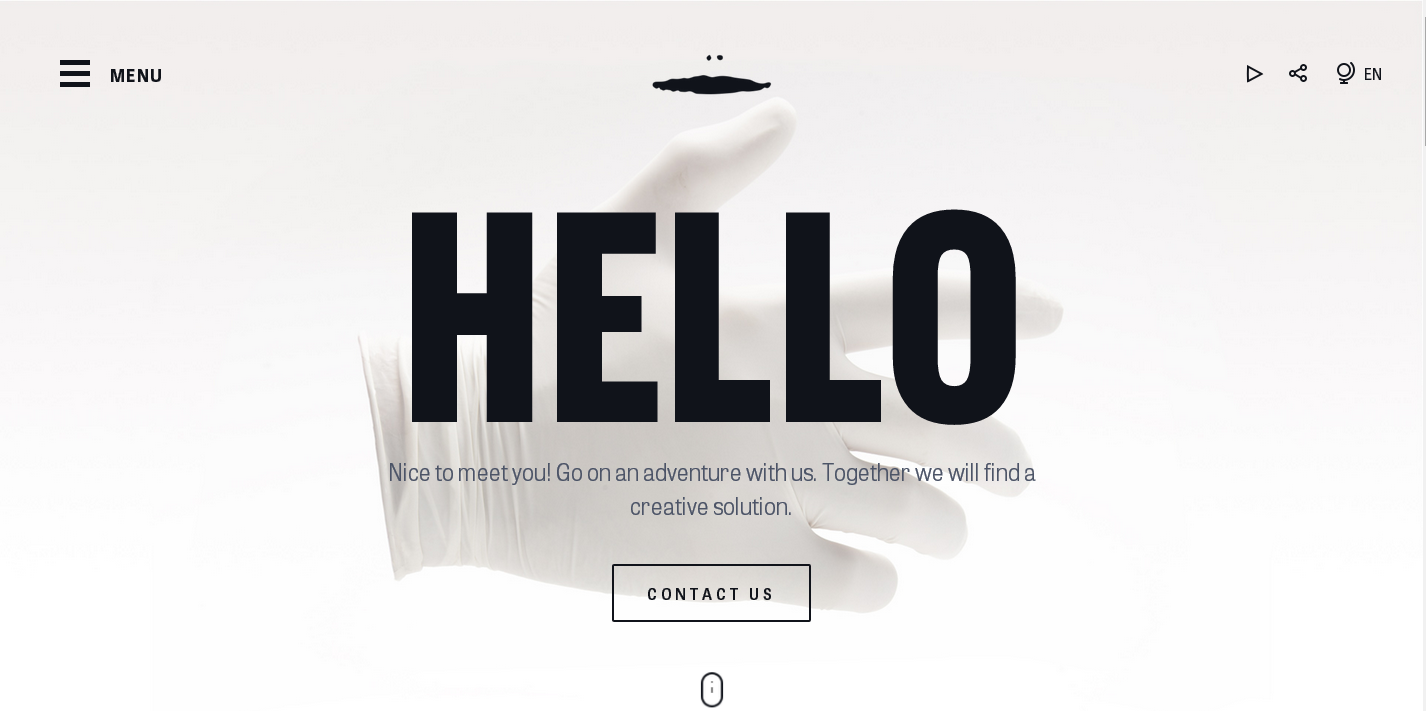 MENU
EN
HELLO
Nice to meet you! Go on an adventure with us. Together we will find a
creative solution.
CONTACT US